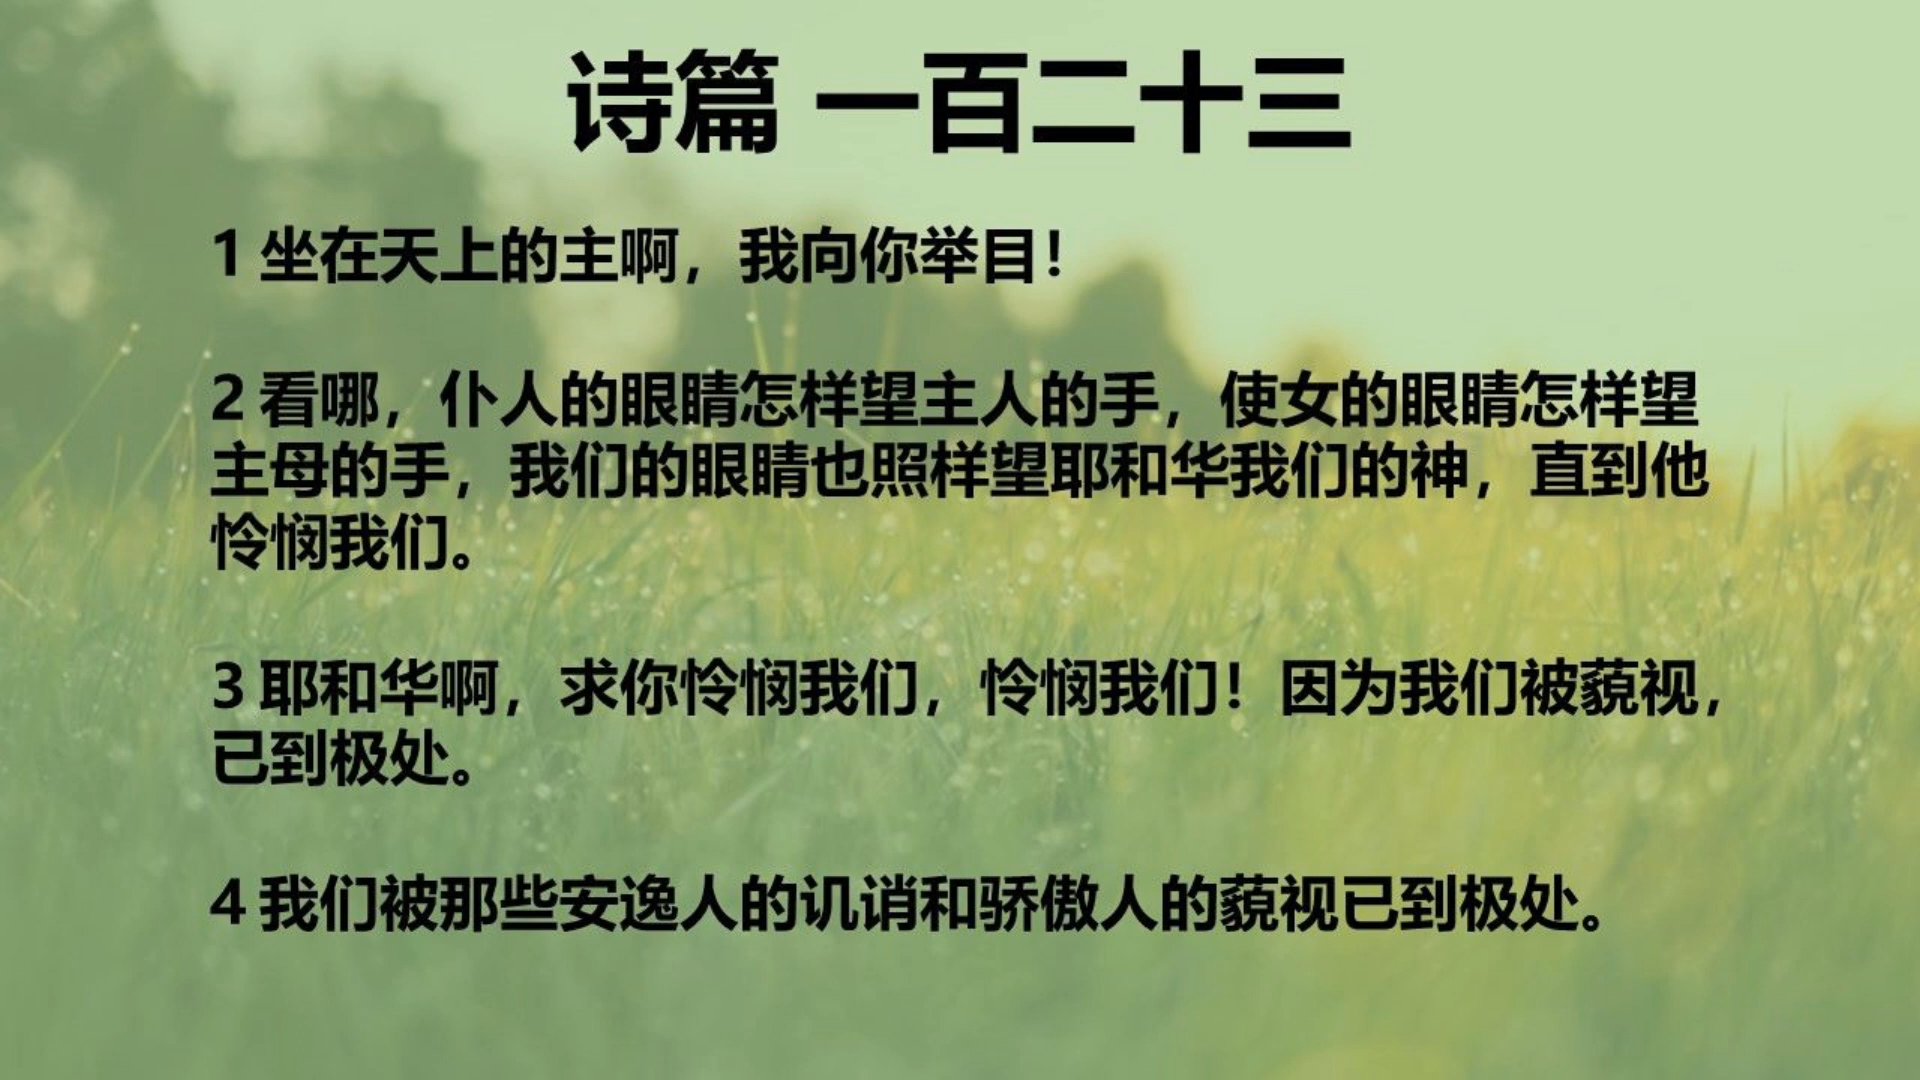 诗篇 一百二十三
1 坐在天上的主啊，我向你举目！
2 看哪，仆人的眼睛怎样望主人的手，使女的眼睛怎样望
主母的手，我们的眼睛也照样望耶和华我们的神，直到他
怜悯我们。
3 耶和华啊，求你怜悯我们，怜悯我们！因为我们被藐视，
已到极处。
4 我们被那些安逸人的讥诮和骄傲人的藐视已到极处。